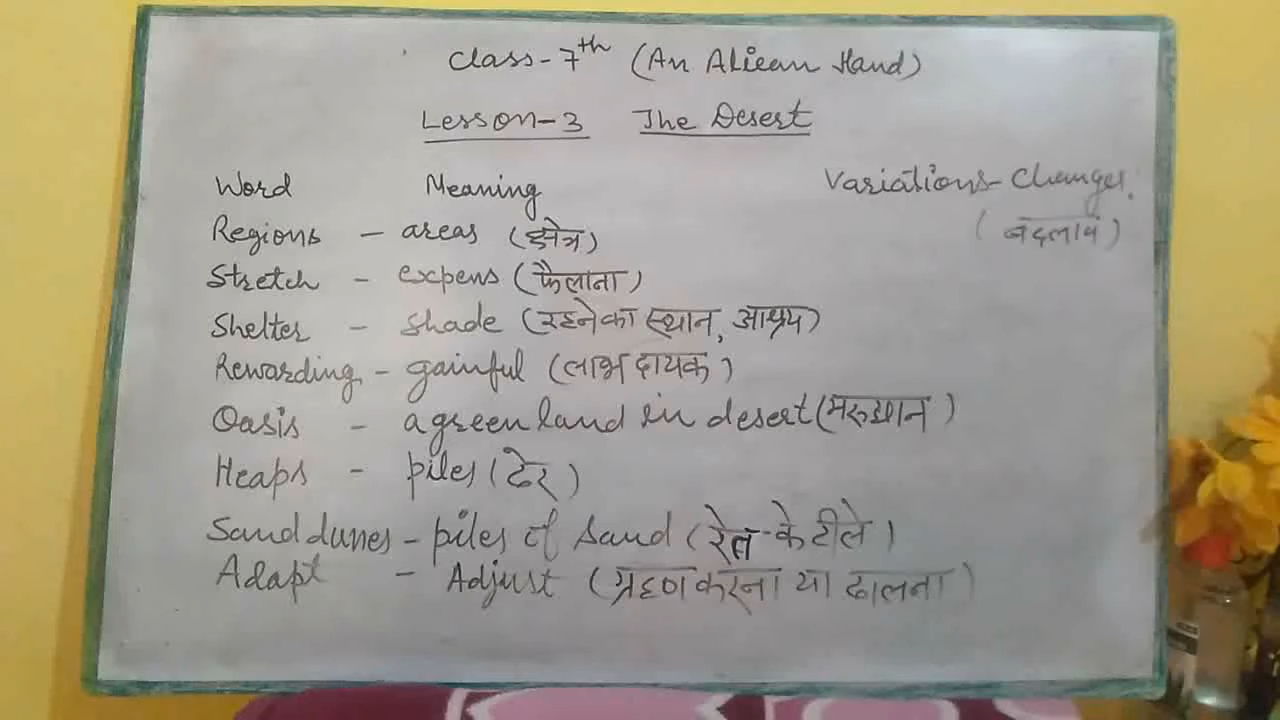 Class-7th (An Aliean Hand)
Lesson-3 The Desert
Word Meaning
Variations-Changes.
(बदलाव)
Regions - areas (क्षेत्र)
Stretch - expens (फैलाना)
Shelter - shade (रहने का स्थान, आश्रय)
Rewarding - gainful (लाभ दायक)
Oasis - a green land in desert (मरुद्यान)
Heaps - piles (ढेर)
Sand dunes - piles of Sand (रेत के टीले)
Adapt - Adjust (ग्रहण करना या ढालना)